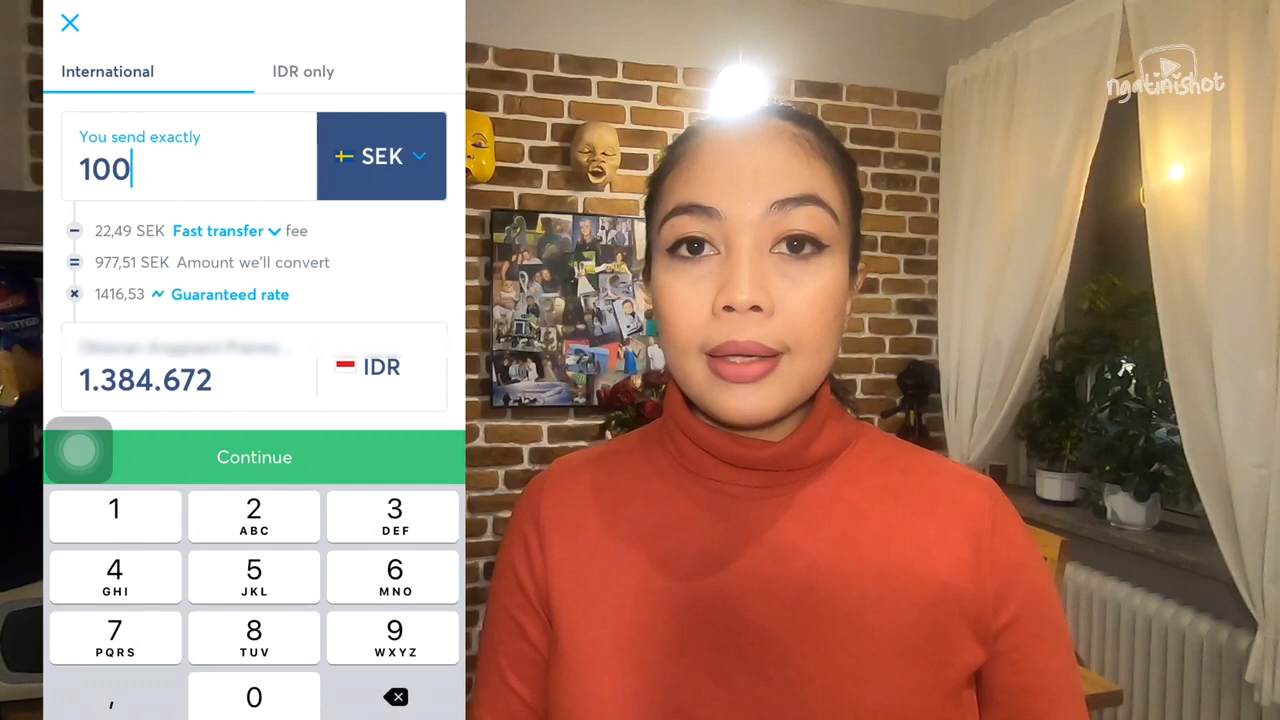 International
IDR only
You send exactly
100
SEK
22,49 SEK Fast transfer fee
977,51 SEK Amount we'll convert
1416,53 Guaranteed rate
1.384.672
IDR
Continue
1
2
3
ABC
DEF
4
5
6
GHI
JKL
MNO
7
8
9
PQRS
TUV
WXYZ
,
0
ngatinishot